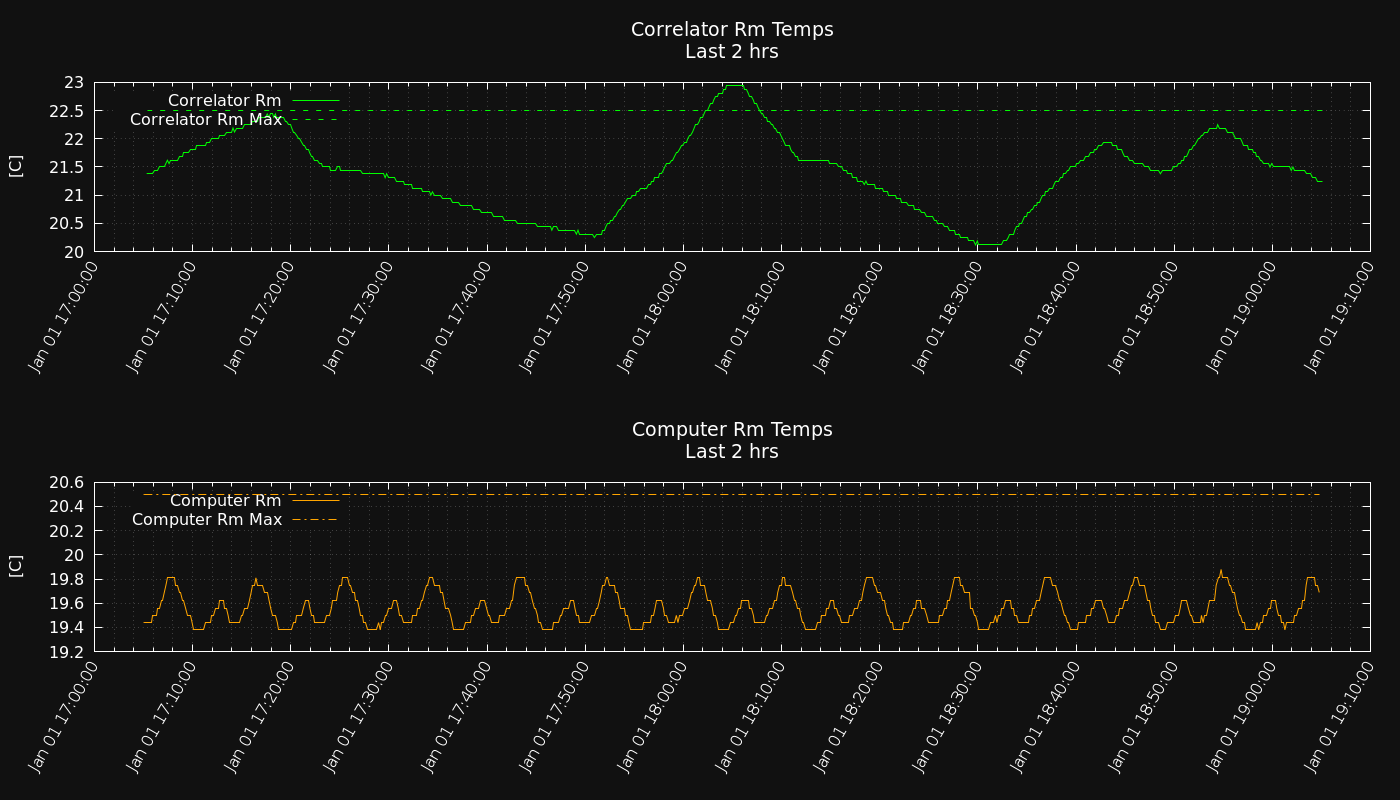 Correlator Rm Temps
Last 2 hrs
[C]
23
22.5
22
21.5
21
20.5
20
Correlator Rm
Correlator Rm Max
Jan 01 17:00:00
Jan 01 17:10:00
Jan 01 17:20:00
Jan 01 17:30:00
Jan 01 17:40:00
Jan 01 17:50:00
Jan 01 18:00:00
Jan 01 18:10:00
Jan 01 18:20:00
Jan 01 18:30:00
Jan 01 18:40:00
Jan 01 18:50:00
Jan 01 19:00:00
Jan 01 19:10:00
Computer Rm Temps
Last 2 hrs
[C]
20.6
20.4
20.2
20
19.8
19.6
19.4
19.2
Computer Rm
Computer Rm Max
Jan 01 17:00:00
Jan 01 17:10:00
Jan 01 17:20:00
Jan 01 17:30:00
Jan 01 17:40:00
Jan 01 17:50:00
Jan 01 18:00:00
Jan 01 18:10:00
Jan 01 18:20:00
Jan 01 18:30:00
Jan 01 18:40:00
Jan 01 18:50:00
Jan 01 19:00:00
Jan 01 19:10:00